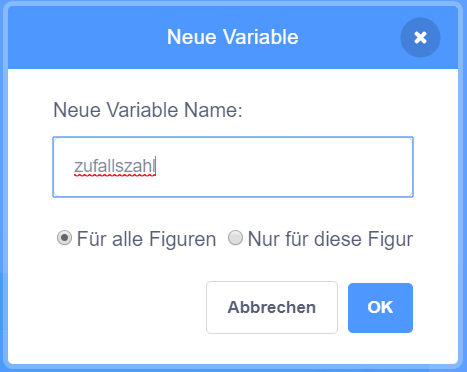 Neue Variable
Neue Variable Name:
zufallszahl
Für alle Figuren Nur für diese Figur
Abbrechen OK